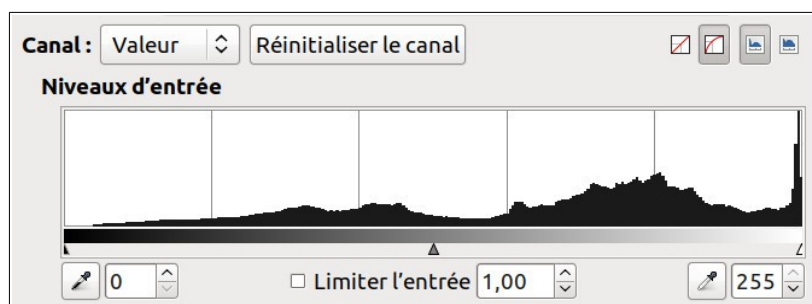 Canal : Valeur Réinitialiser le canal
Niveaux d’entrée
0 Limiter l’entrée 1,00 255